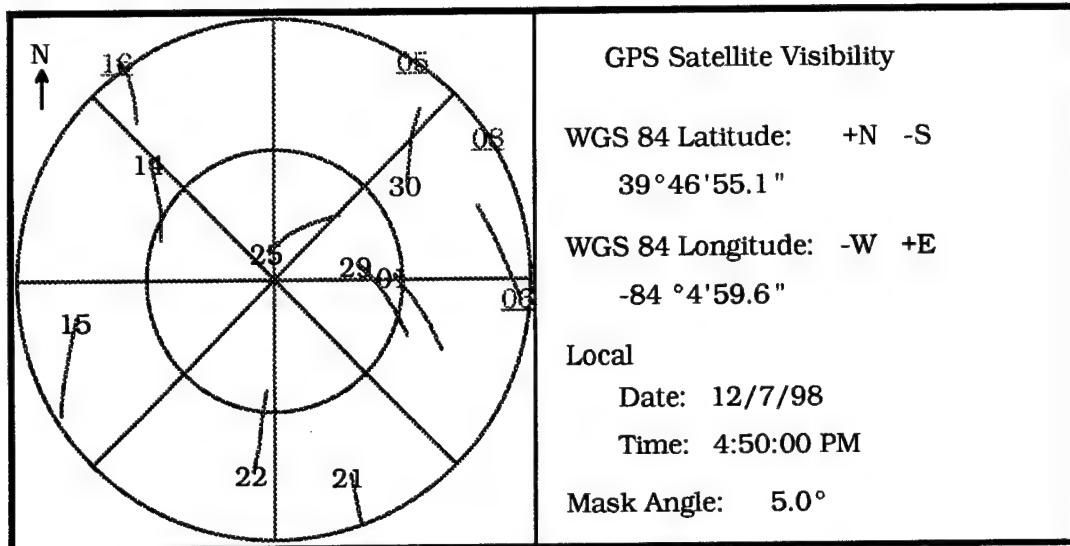 N
16
05
03
14
30
25
29
01
06
15
22
21
GPS Satellite Visibility
WGS 84 Latitude: +N -S
39°46'55.1"
WGS 84 Longitude: -W +E
-84 °4'59.6"
Local
Date: 12/7/98
Time: 4:50:00 PM
Mask Angle: 5.0°